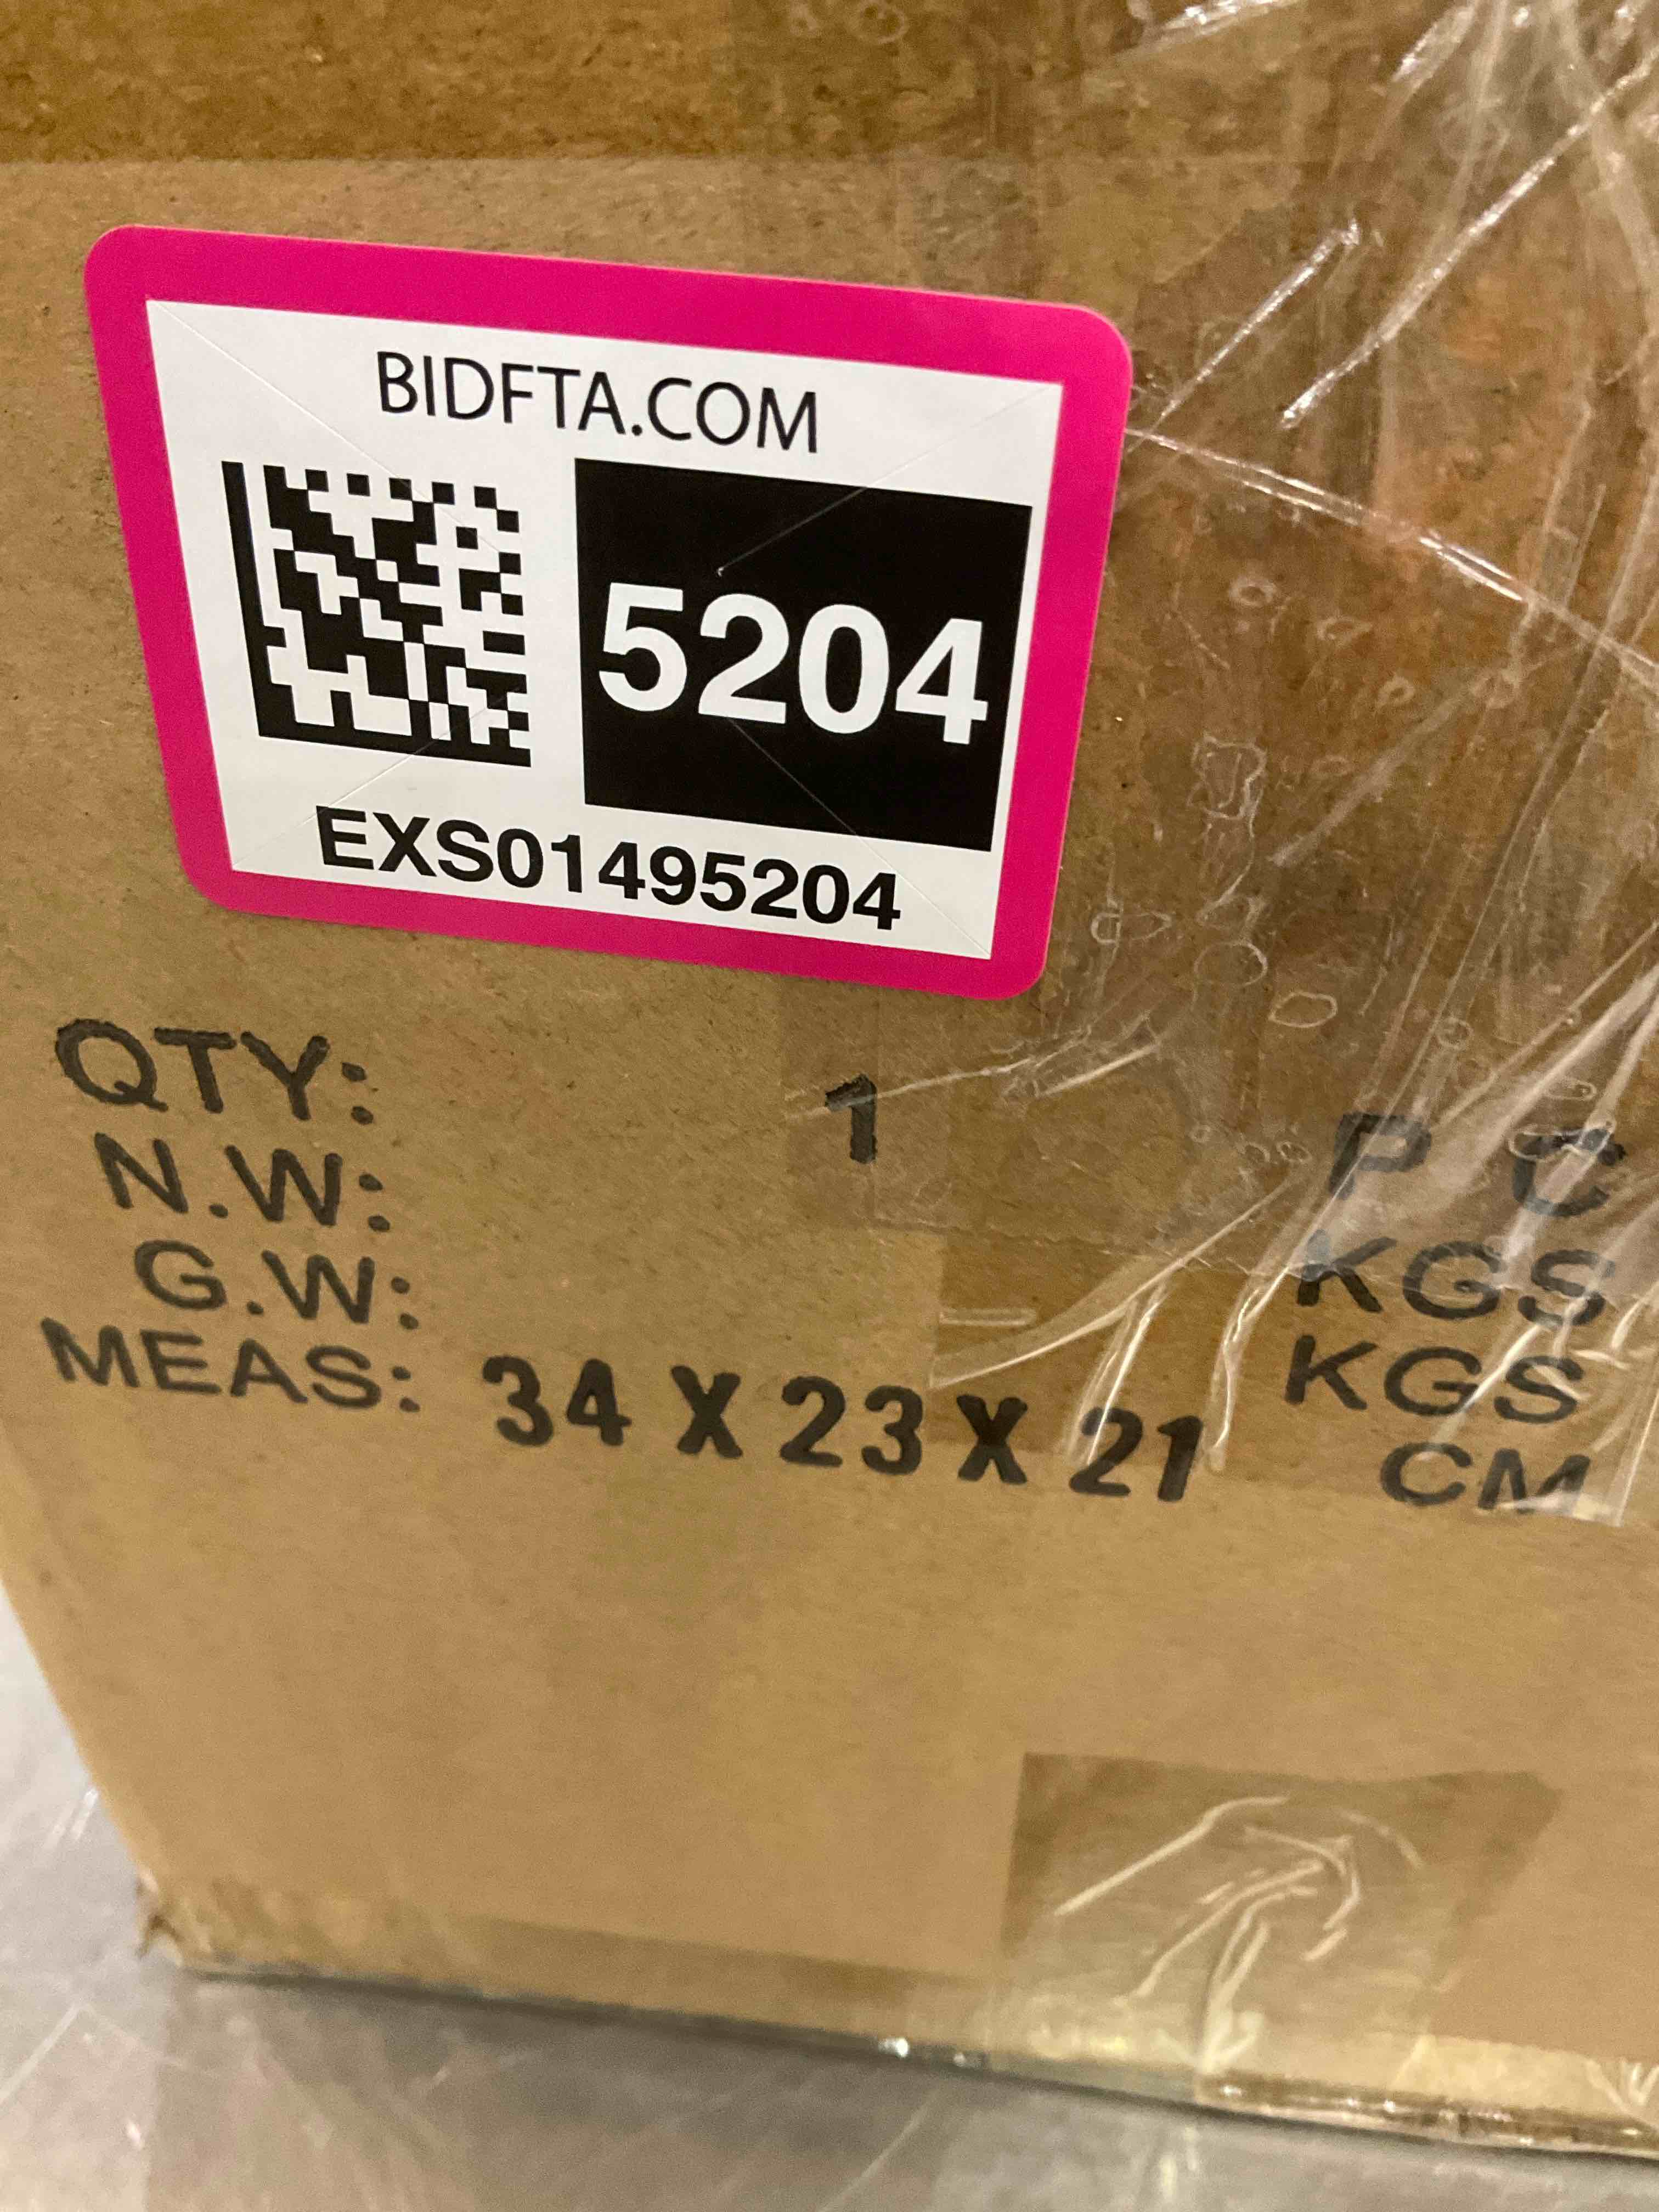 BIDFTA.COM
5204
EXS01495204
QTY: 1 PC
N.W: KGS
G.W: KGS
MEAS: 34 X 23 X 21 CM